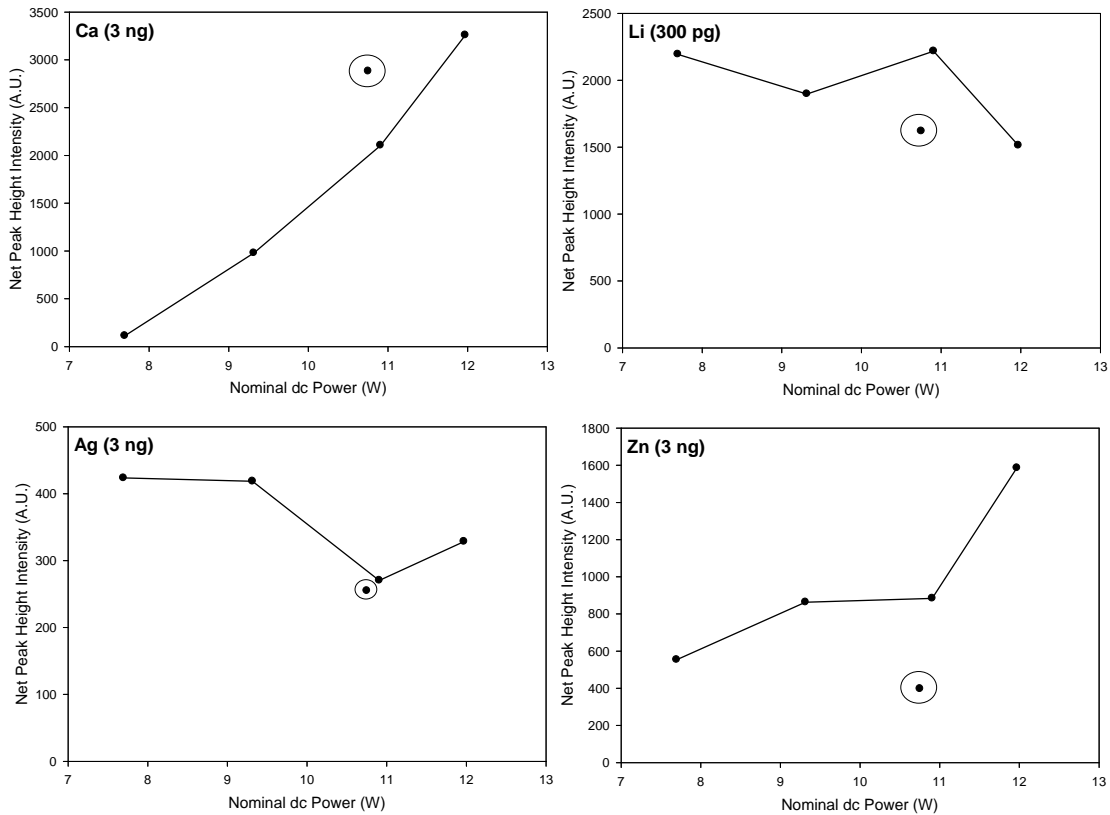 Ca (3 ng)
Net Peak Height Intensity (A.U.)
3500
3000
2500
2000
1500
1000
500
0
7 8 9 10 11 12 13
Nominal dc Power (W)
Li (300 pg)
Net Peak Height Intensity (A.U.)
2500
2000
1500
1000
500
0
7 8 9 10 11 12 13
Nominal dc Power (W)
Ag (3 ng)
Net Peak Height Intensity (A.U.)
500
400
300
200
100
0
7 8 9 10 11 12 13
Nominal dc Power (W)
Zn (3 ng)
Net Peak Height Intensity (A.U.)
1800
1600
1400
1200
1000
800
600
400
200
0
7 8 9 10 11 12 13
Nominal dc Power (W)